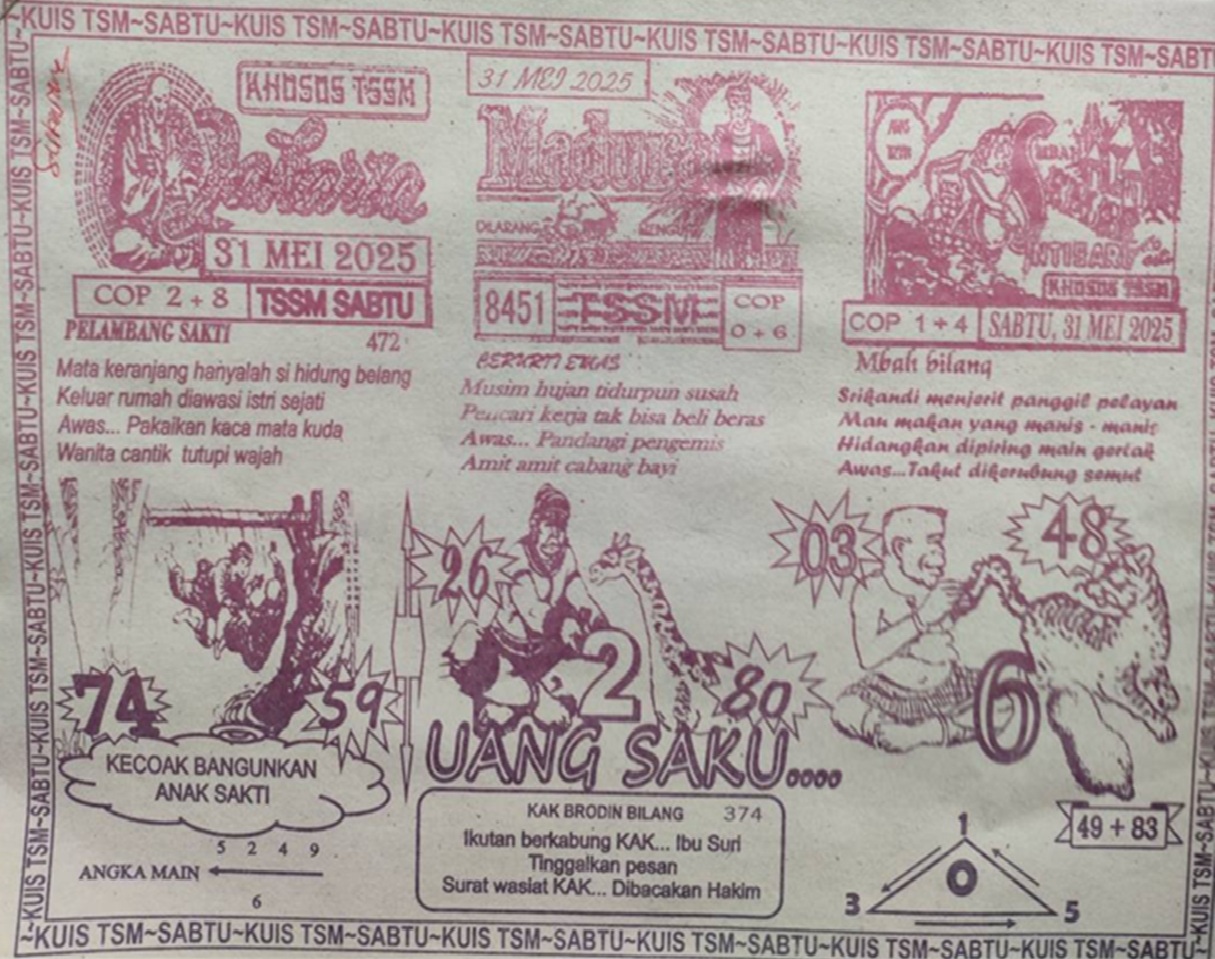 ~KUIS TSM~SABTU~KUIS TSM~SABTU~KUIS TSM~SABTU~KUIS TSM~SABTU~KUIS TSM~SABTU~KUIS TSM~SABTU
KHOSOS TSSM
31 MEI 2025
COP 2 + 8 TSSM SABTU
PELAMBANG SAKTI 472
Mata keranjang hanyalah si hidung belang
Keluar rumah diawasi istri sejati
Awas... Pakaikan kaca mata kuda
Wanita cantik tutupi wajah
74
59
KECOAK BANGUNKAN
ANAK SAKTI
5 2 4 9
ANGKA MAIN
6
31 MEI 2025
Madura
DILARANG
8451 TSSM COP
0 + 6
BERARTI EMAS
Musim hujan tidurpun susah
Pencari kerja tak bisa beli beras
Awas... Pandangi pengemis
Amit amit cabang bayi
26
2
80
UANG SAKU....
KAK BRODIN BILANG 374
Ikutan berkabung KAK... Ibu Suri
Tinggalkan pesan
Surat wasiat KAK... Dibacakan Hakim
KHOSOS TSSM
COP 1 + 4 SABTU, 31 MEI 2025
Mbah bilang
Srikandi menjerit panggil pelayan
Mau makan yang manis - manis
Hidangkan dipiring main gertak
Awas...Takut dikerubung semut
03
48
6
49 + 83
1
0
3 5
~KUIS TSM~SABTU~KUIS TSM~SABTU~KUIS TSM~SABTU~KUIS TSM~SABTU~KUIS TSM~SABTU~KUIS TSM~SABTU~